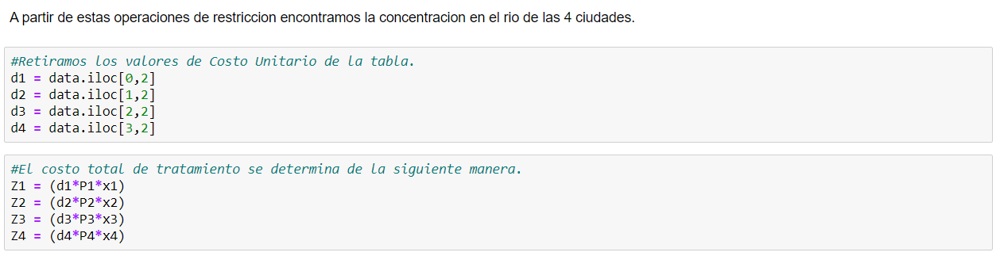 A partir de estas operaciones de restriccion encontramos la concentracion en el rio de las 4 ciudades.
#Retiramos los valores de Costo Unitario de la tabla.
d1 = data.iloc[0,2]
d2 = data.iloc[1,2]
d3 = data.iloc[2,2]
d4 = data.iloc[3,2]
#El costo total de tratamiento se determina de la siguiente manera.
Z1 = (d1*P1*x1)
Z2 = (d2*P2*x2)
Z3 = (d3*P3*x3)
Z4 = (d4*P4*x4)